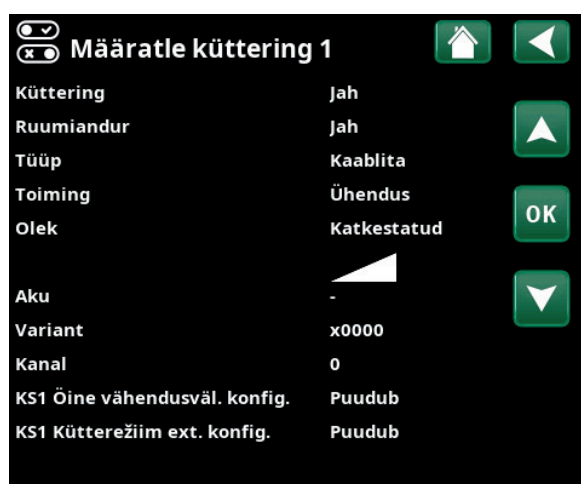 Määratle küttering 1
Küttering Jah
Ruumiandur Jah
Tüüp Kaablita
Toiming Ühendus
Olek Katkestatud
OK
Aku -
Variant x0000
Kanal 0
KS1 Öine vähendusväl. konfig. Puudub
KS1 Kütterežiim ext. konfig. Puudub